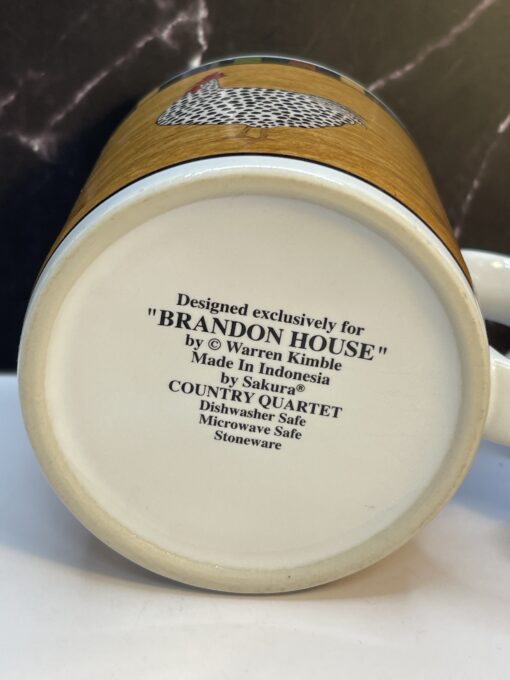 Designed exclusively for
"BRANDON HOUSE"
by © Warren Kimble
Made In Indonesia
by Sakura®
COUNTRY QUARTET
Dishwasher Safe
Microwave Safe
Stoneware